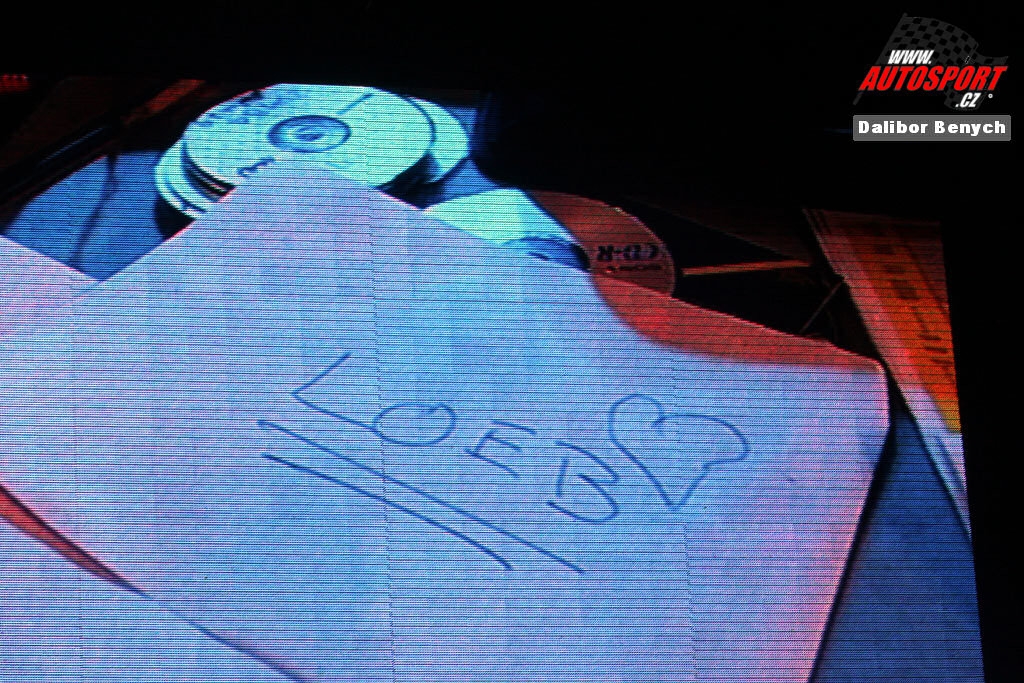 www.
AUTOSPORT
.CZ
Dalibor Benych
CD-R
LOEB